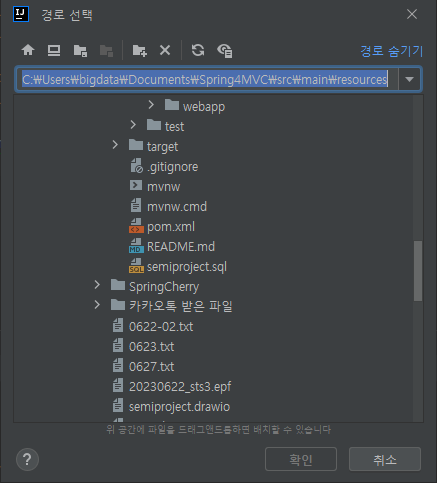 경로 선택
경로 숨기기
C:₩Users₩bigdata₩Documents₩Spring4MVC₩src₩main₩resources
webapp
test
target
.gitignore
mvnw
mvnw.cmd
pom.xml
README.md
semiproject.sql
SpringCherry
카카오톡 받은 파일
0622-02.txt
0623.txt
0627.txt
20230622_sts3.epf
semiproject.drawio
위 공간에 파일을 드래그앤드롭하면 배치할 수 있습니다
확인
취소